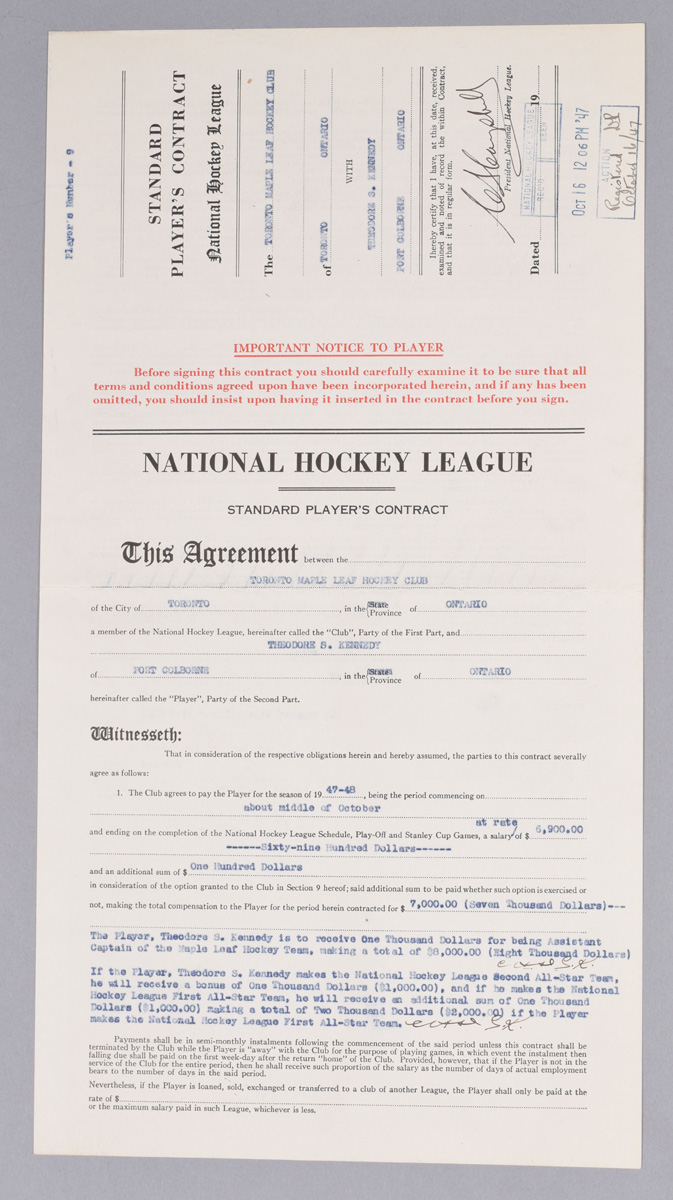 Player's Number - 9
STANDARD
PLAYER'S CONTRACT
National Hockey League
The TORONTO MAPLE LEAF HOCKEY CLUB
of TORONTO ONTARIO
WITH
THEODORE S. KENNEDY
PORT COLBORNE ONTARIO
I hereby certify that I have, at this date, received,
examined and noted of record the within Contract,
and that it is in regular form.
President National Hockey League.
Dated 19
NATIONAL HOCKEY LEAGUE
OCT 16 12 06 PM '47
ACTION
Registered
IMPORTANT NOTICE TO PLAYER
Before signing this contract you should carefully examine it to be sure that all
terms and conditions agreed upon have been incorporated herein, and if any has been
omitted, you should insist upon having it inserted in the contract before you sign.
NATIONAL HOCKEY LEAGUE
STANDARD PLAYER'S CONTRACT
This Agreement between the
TORONTO MAPLE LEAF HOCKEY CLUB
of the City of TORONTO, in the {State Province of ONTARIO
a member of the National Hockey League, hereinafter called the "Club", Party of the First Part, and
THEODORE S. KENNEDY
of PORT COLBORNE, in the {State Province of ONTARIO
hereinafter called the "Player", Party of the Second Part.
Witnesseth:
That in consideration of the respective obligations herein and hereby assumed, the parties to this contract severally
agree as follows:
1. The Club agrees to pay the Player for the season of 19 47-48, being the period commencing on
about middle of October
at rate
and ending on the completion of the National Hockey League Schedule, Play-Off and Stanley Cup Games, a salary/of $ 6,900.00
------Sixty-nine Hundred Dollars------
and an additional sum of $ One Hundred Dollars
in consideration of the option granted to the Club in Section 9 hereof; said additional sum to be paid whether such option is exercised or
not, making the total compensation to the Player for the period herein contracted for $ 7,000.00 (Seven Thousand Dollars)---
The Player, Theodore S. Kennedy is to receive One Thousand Dollars for being Assistant
Captain of the Maple Leaf Hockey Team, making a total of $8,000.00 (Eight Thousand Dollars)
If the Player, Theodore S. Kennedy makes the National Hockey League Second All-Star Team,
he will receive a bonus of One Thousand Dollars ($1,000.00), and if he makes the National
Hockey League First All-Star Team, he will receive an additional sum of One Thousand
Dollars ($1,000.00) making a total of Two Thousand Dollars ($2,000.00) if the Player
makes the National Hockey League First All-Star Team.
Payments shall be in semi-monthly instalments following the commencement of the said period unless this contract shall be
terminated by the Club while the Player is "away" with the Club for the purpose of playing games, in which event the instalment then
falling due shall be paid on the first week-day after the return "home" of the Club. Provided, however, that if the Player is not in the
service of the Club for the entire period, then he shall receive such proportion of the salary as the number of days of actual employment
bears to the number of days in the said period.
Nevertheless, if the Player is loaned, sold, exchanged or transferred to a club of another League, the Player shall only be paid at the
rate of $
or the maximum salary paid in such League, whichever is less.